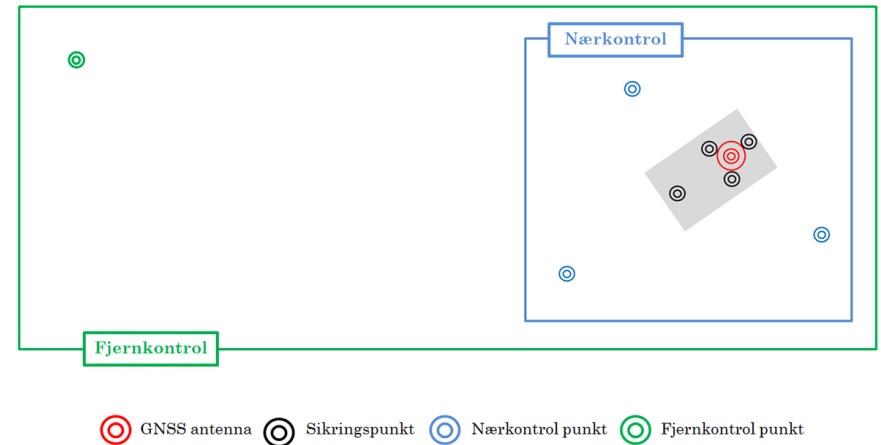 Nærkontrol
Fjernkontrol
GNSS antenna Sikringspunkt Nærkontrol punkt Fjernkontrol punkt